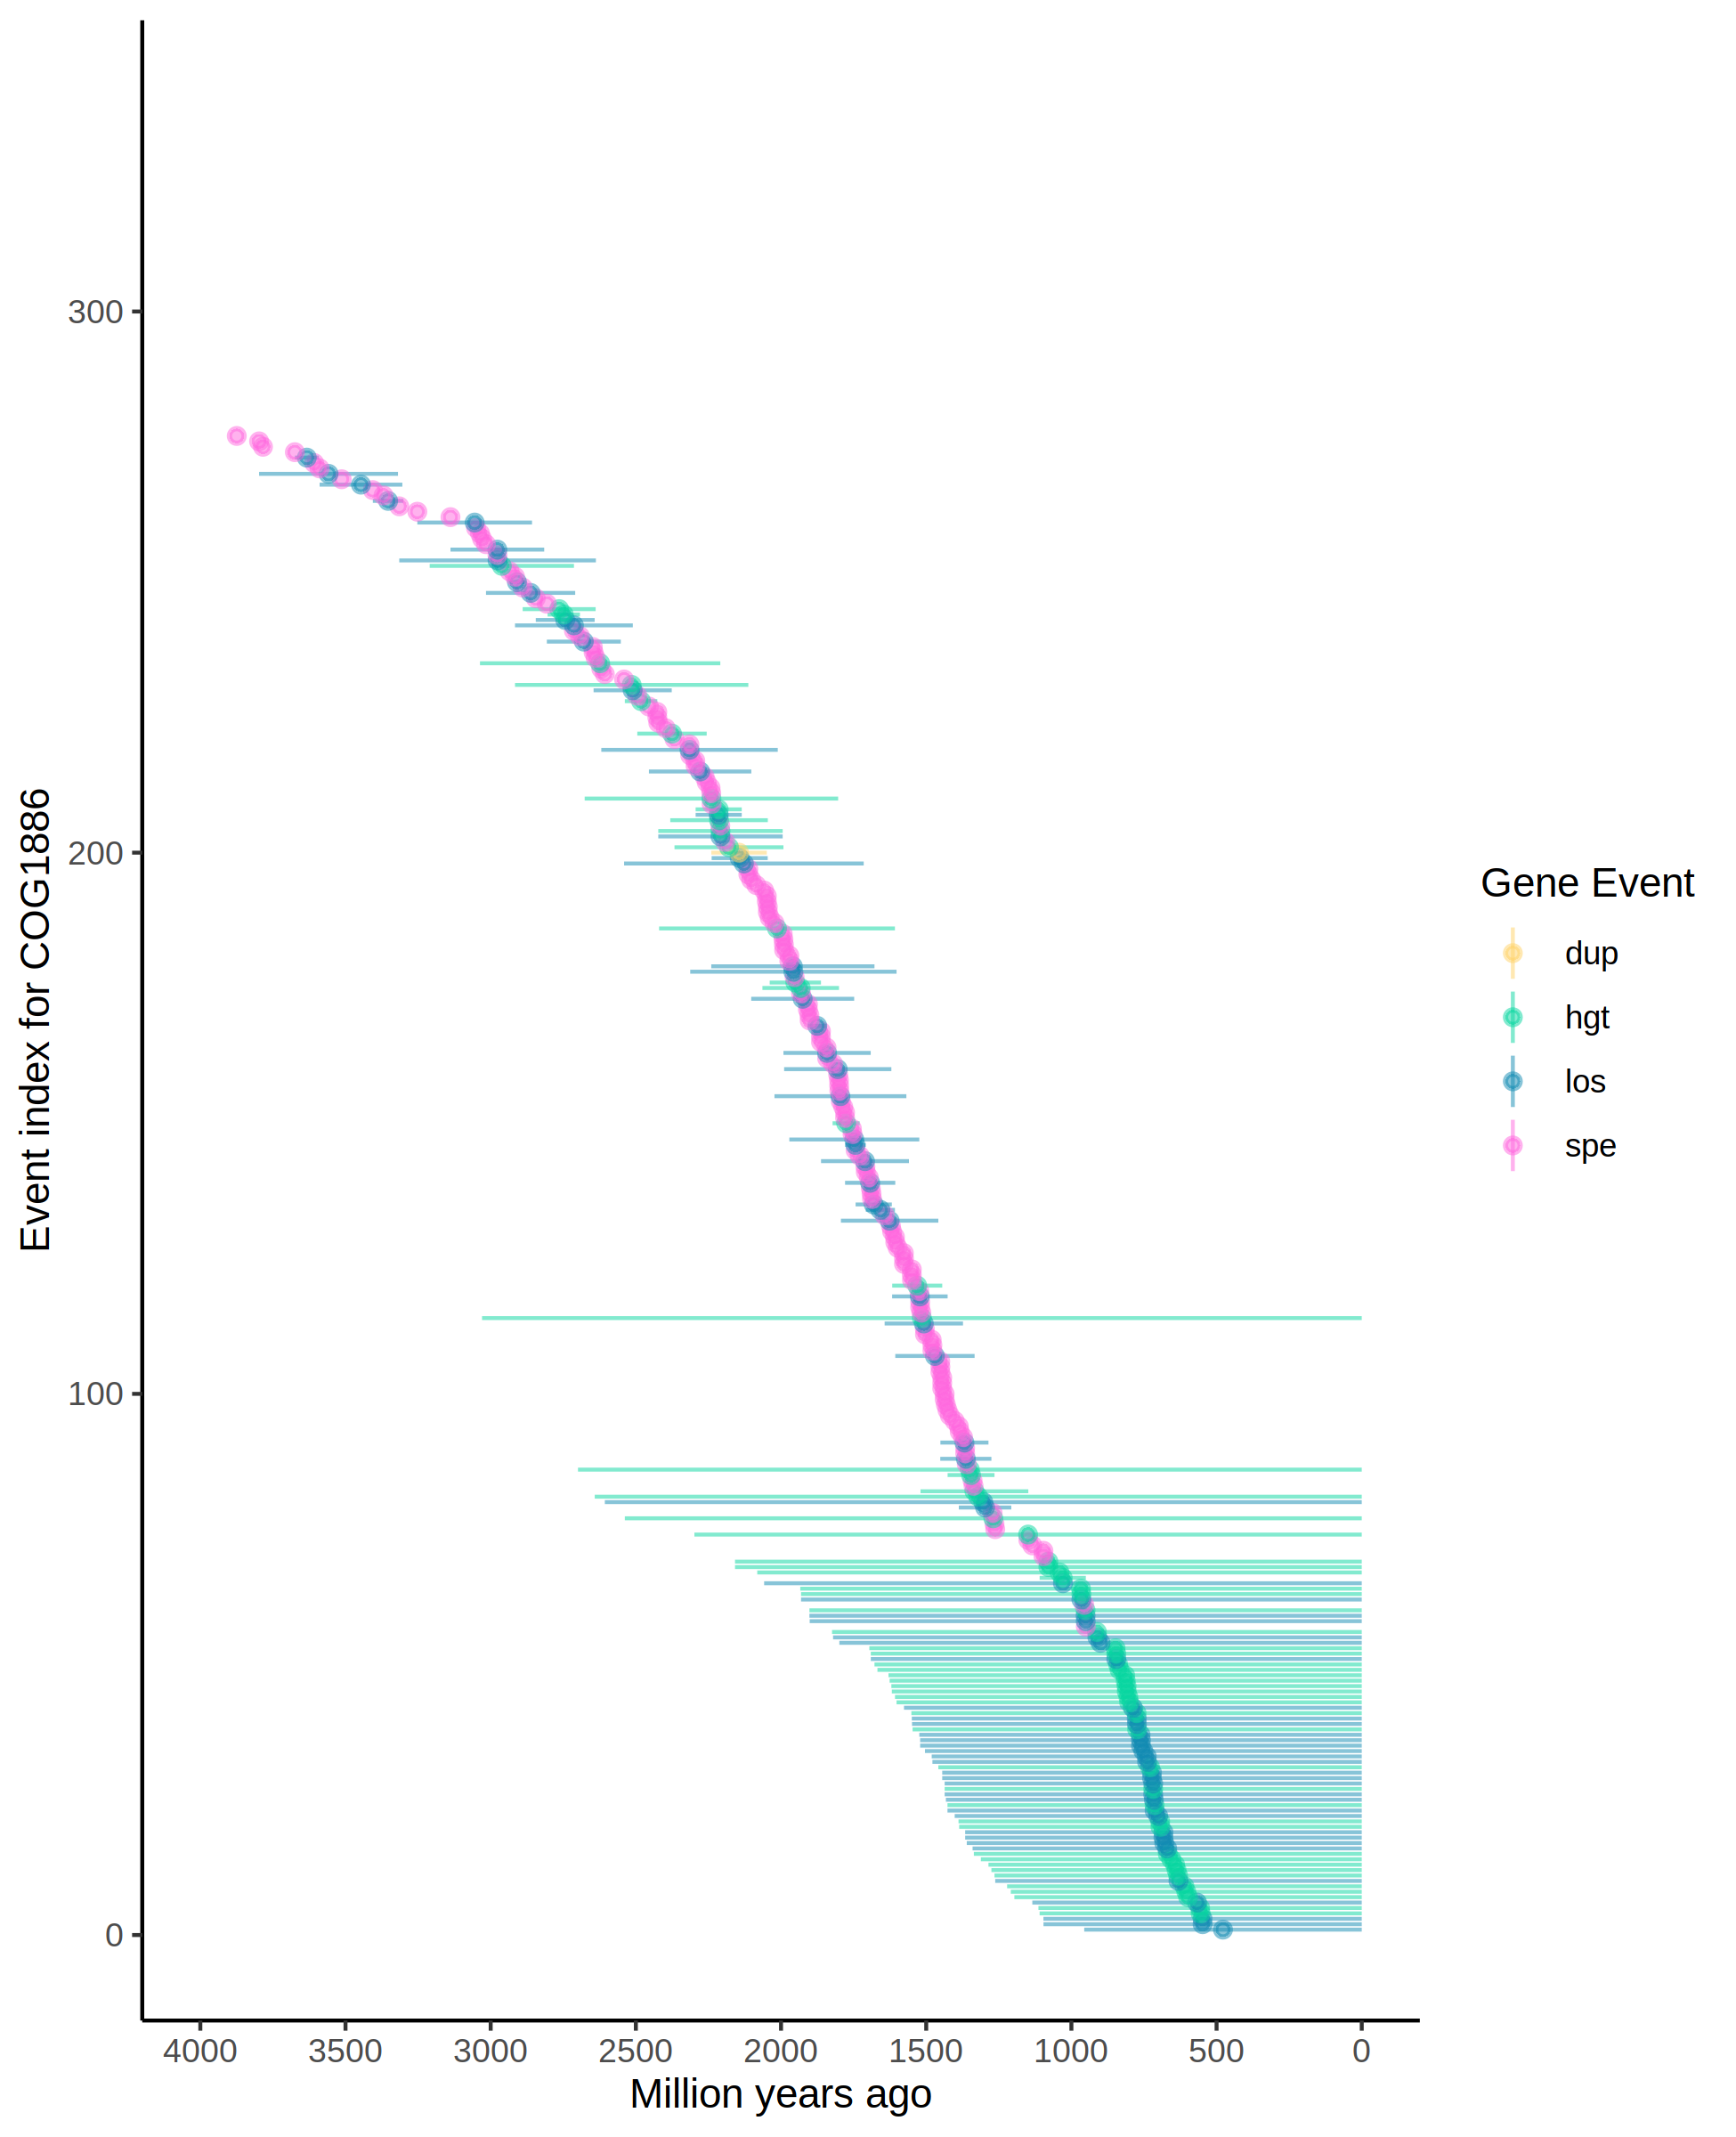 Event index for COG1886
300
200
100
0
4000 3500 3000 2500 2000 1500 1000 500 0
Million years ago
Gene Event
dup
hgt
los
spe